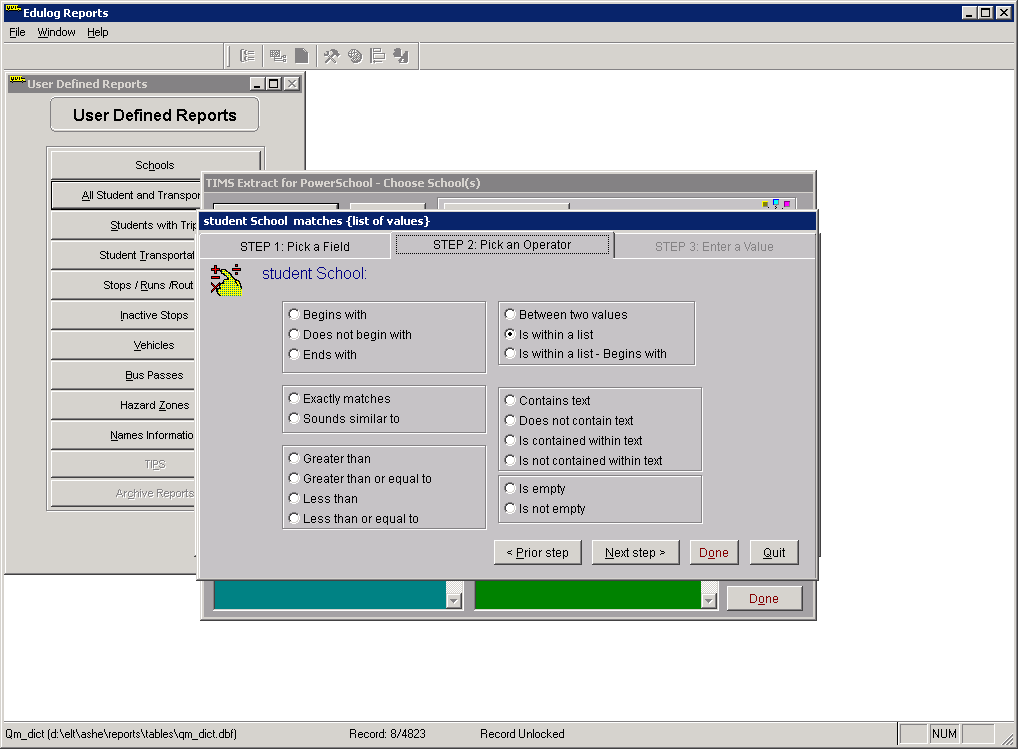 Edulog Reports
File Window Help
User Defined Reports
User Defined Reports
Schools
All Student and Transpor
Students with Trip
Student Transportat
Stops / Runs /Rout
Inactive Stops
Vehicles
Bus Passes
Hazard Zones
Names Informatio
TIPS
Archive Reports
TIMS Extract for PowerSchool - Choose School(s)
student School matches {list of values}
STEP 1: Pick a Field
STEP 2: Pick an Operator
STEP 3: Enter a Value
student School:
Begins with
Does not begin with
Ends with
Exactly matches
Sounds similar to
Greater than
Greater than or equal to
Less than
Less than or equal to
Between two values
Is within a list
Is within a list - Begins with
Contains text
Does not contain text
Is contained within text
Is not contained within text
Is empty
Is not empty
< Prior step Next step > Done Quit
Done
Qm_dict (d:\elt\ashe\reports\tables\qm_dict.dbf) Record: 8/4823 Record Unlocked NUM